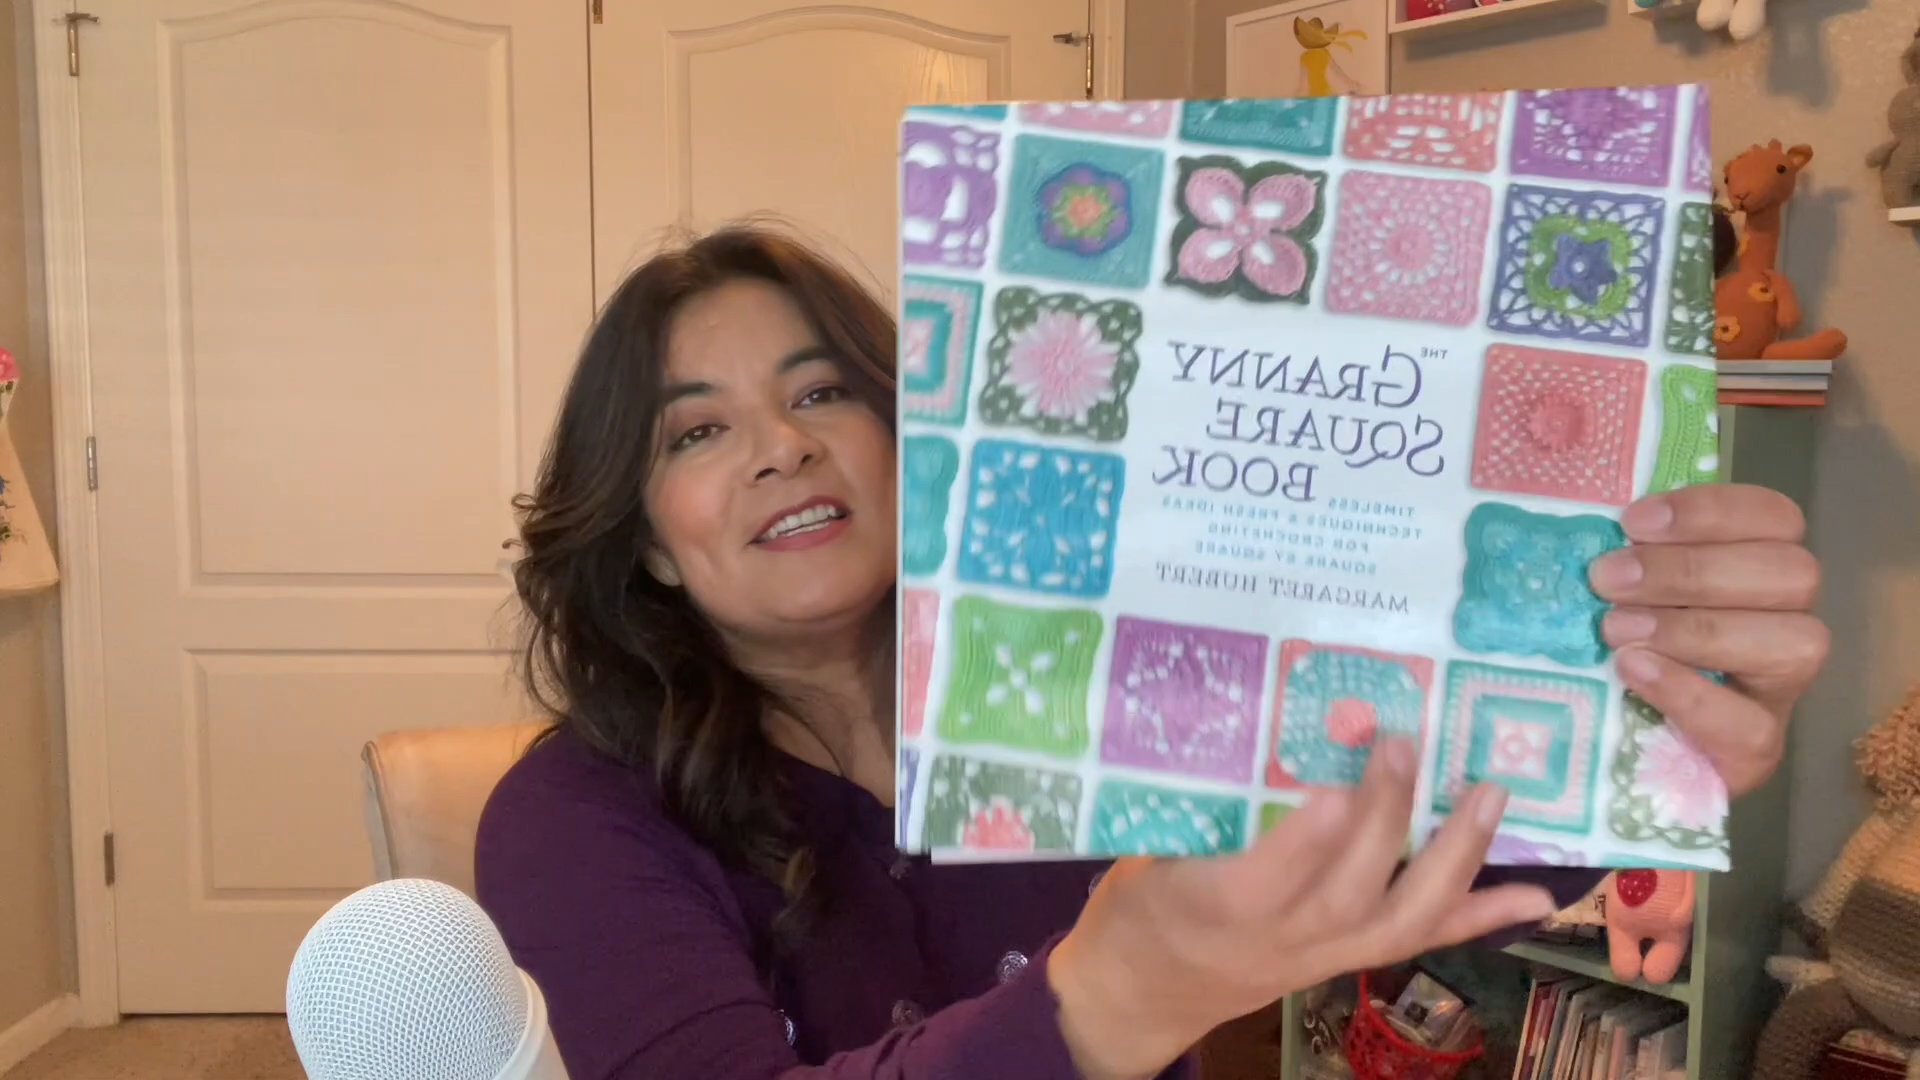 THE
GRANNY
SQUARE
BOOK
TIMELESS
TECHNIQUES & FRESH IDEAS
FOR CROCHETING
SQUARE BY SQUARE
MARGARET HUBERT